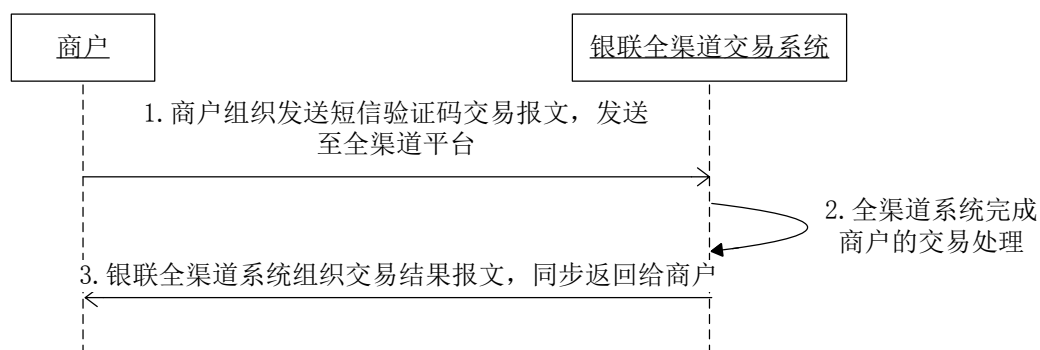 商户
银联全渠道交易系统
1.商户组织发送短信验证码交易报文，发送
至全渠道平台
2.全渠道系统完成
商户的交易处理
3.银联全渠道系统组织交易结果报文，同步返回给商户